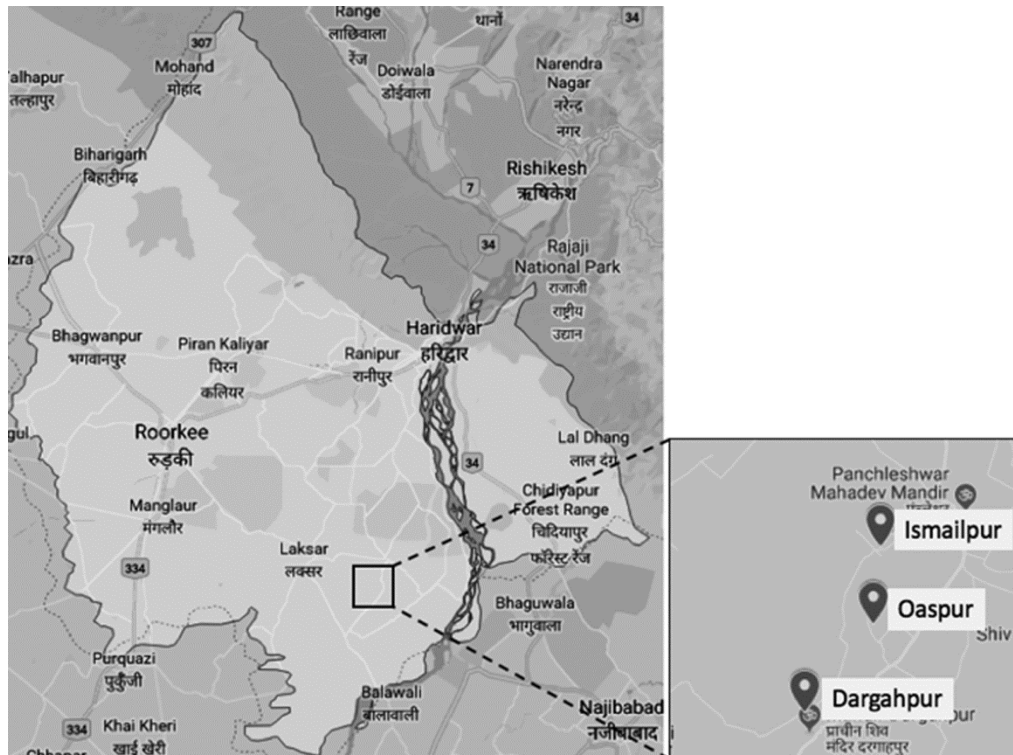 Range
लाछिवाला
रेंज
थानों
34
307
Mohand
मोहांद
Doiwala
डोईवाला
Narendra
Nagar
नरेन्द्र
नगर
alhapur
तल्हापुर
Biharigarh
बिहारीगढ़
Rishikesh
ऋषिकेश
7
34
Rajaji
National Park
राजाजी
राष्ट्रीय
उद्यान
azra
Bhagwanpur
भगवानपुर
Piran Kaliyar
पिरन
कलियर
Ranipur
रानीपुर
Haridwar
हरिद्वार
gul
Roorkee
रुड़की
Lal Dhang
लाल दंग
34
Manglaur
मंगलौर
Chidiyapur
Forest Range
चिदियापुर
फॉरेस्ट रेंज
Laksar
लक्सर
334
Bhaguwala
भागुवाला
Purquazi
पुर्कुँजी
Balawali
बालावाली
334
Khai Kheri
खाई खेरी
Najibabad
नजीबाबाद
Panchleshwar
Mahadev Mandir
Ismailpur
Oaspur
Shiv
Dargahpur
प्राचीन शिव
मंदिर दरगाहपुर